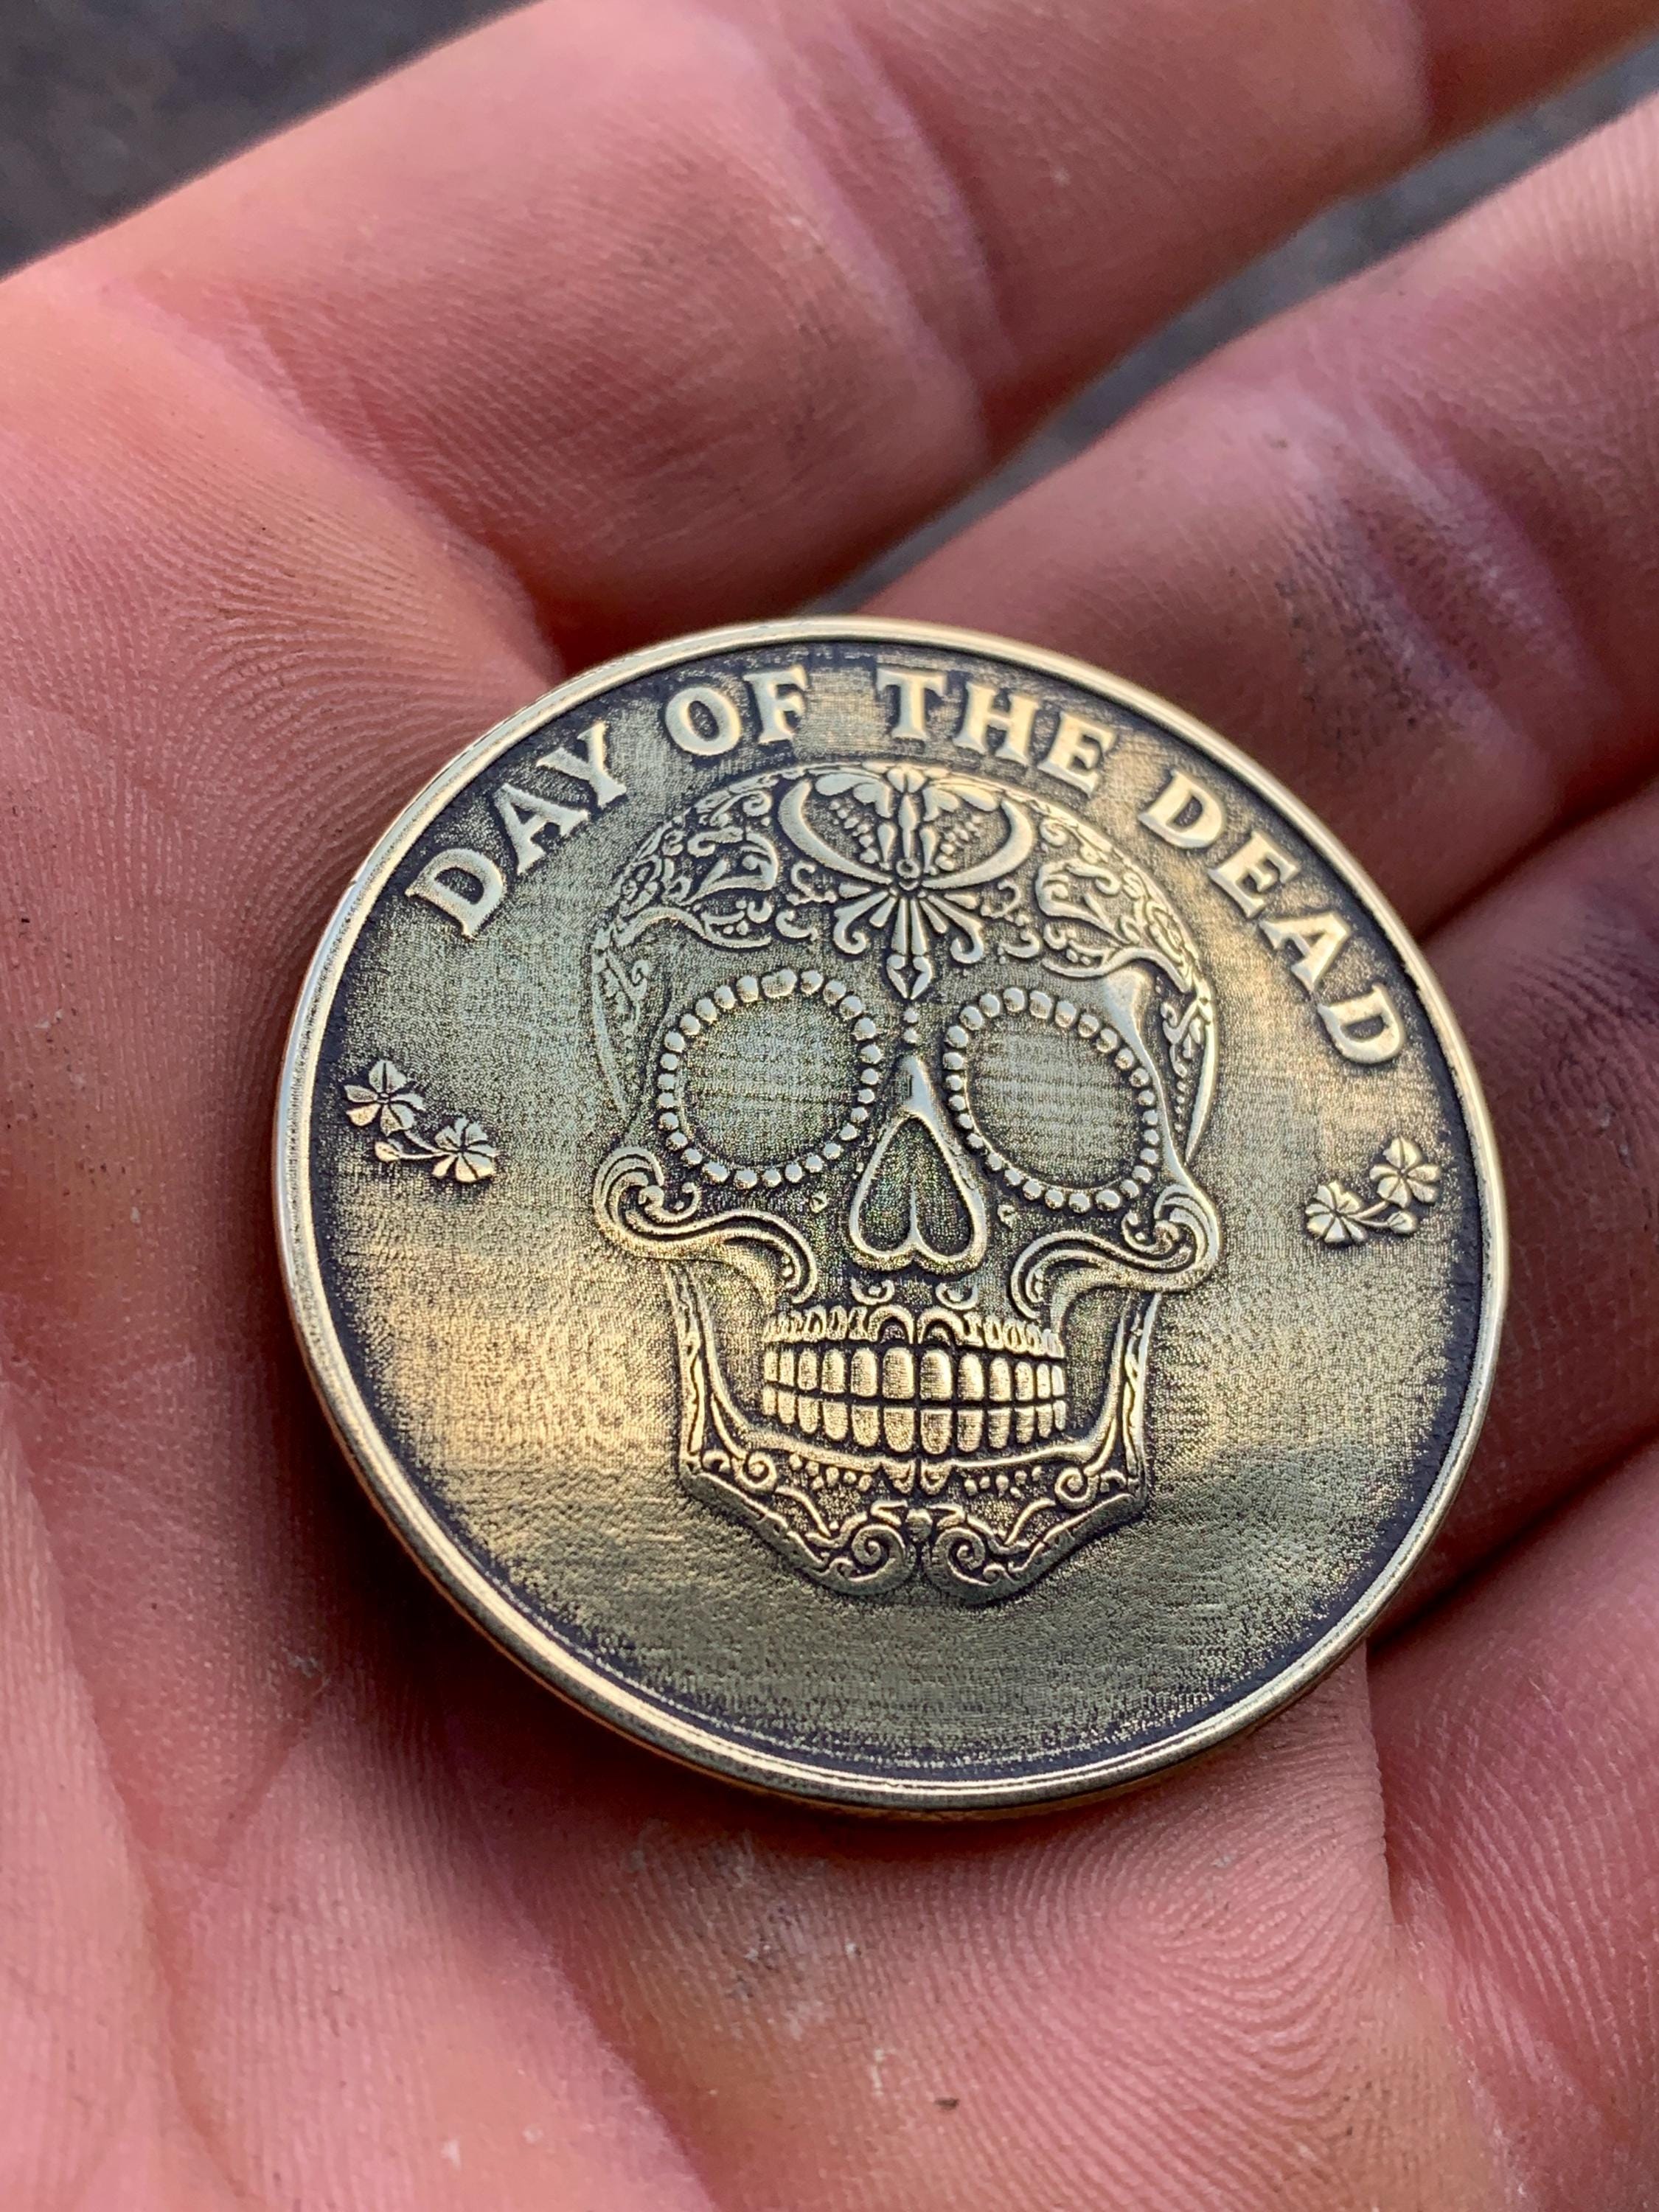 DAY OF THE DEAD